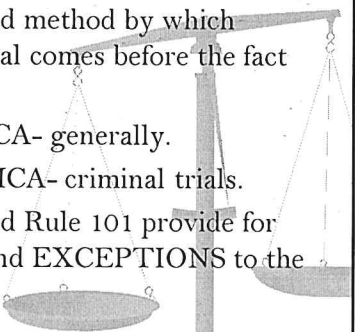 d method by which
al comes before the fact
CA- generally.
ICA- criminal trials.
d Rule 101 provide for
nd EXCEPTIONS to the